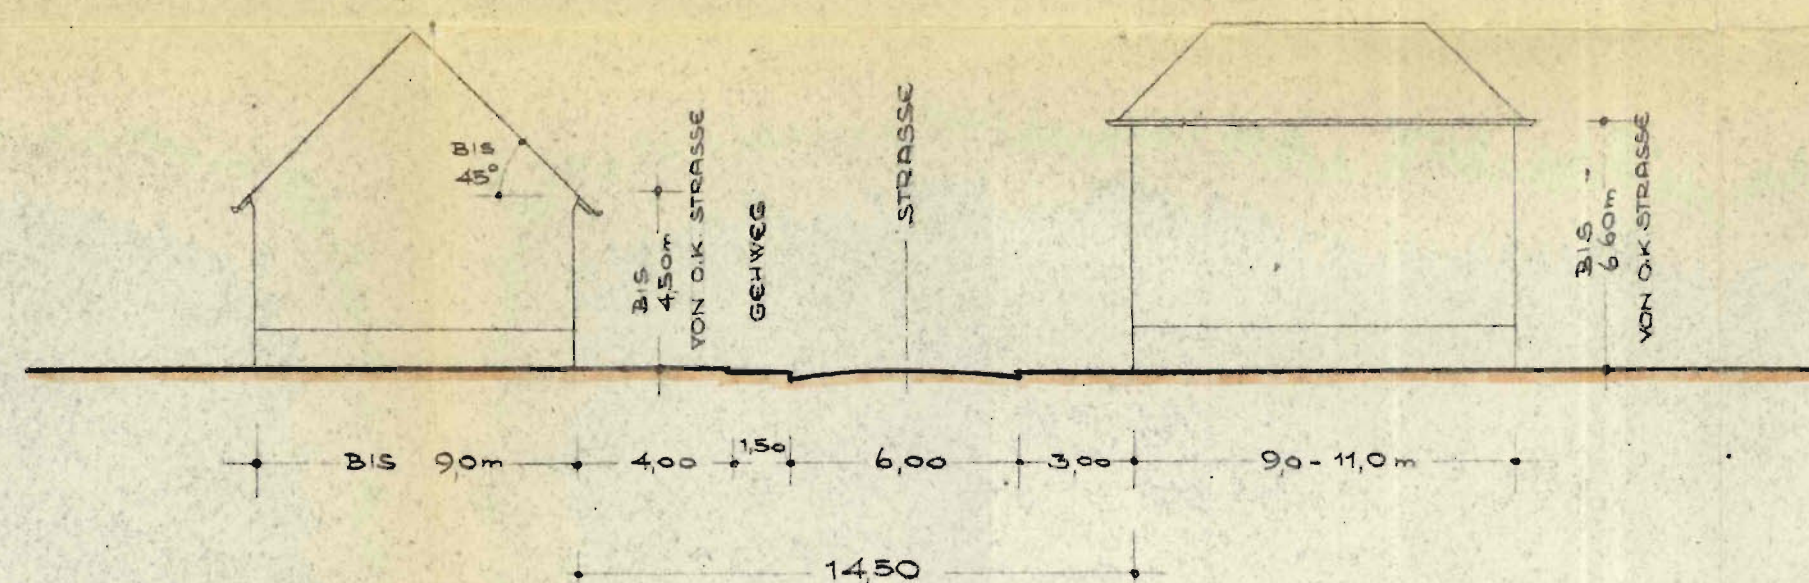 BIS
45°
BIS
4,50m
VON O.K. STRASSE
GEHWEG
STRASSE
BIS
6 60m
VON O.K. STRASSE
BIS 9,0m
4,00
1,50
6,00
3,00
9,0 - 11,0 m
14,50